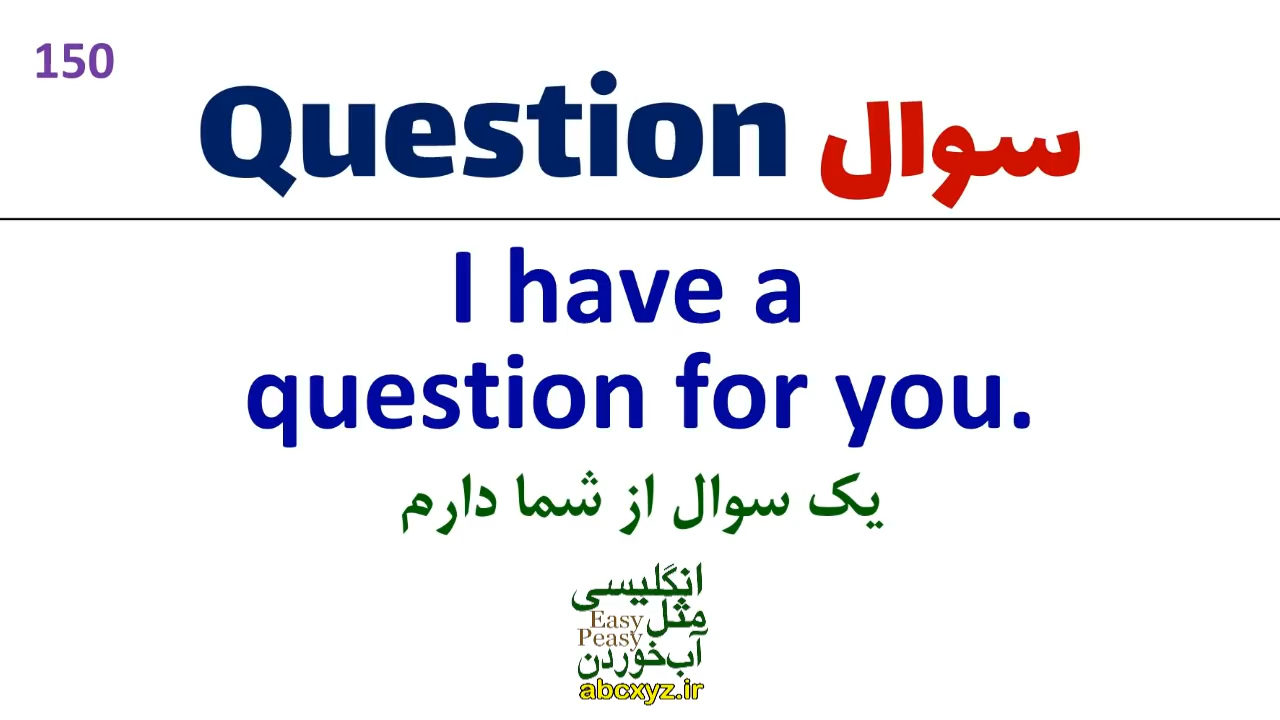 150
Question سوال
I have a
question for you.
یک سوال از شما دارم
انگلیسی
مثل
Easy
Peasy
آب‌خوردن
abcxyz.ir